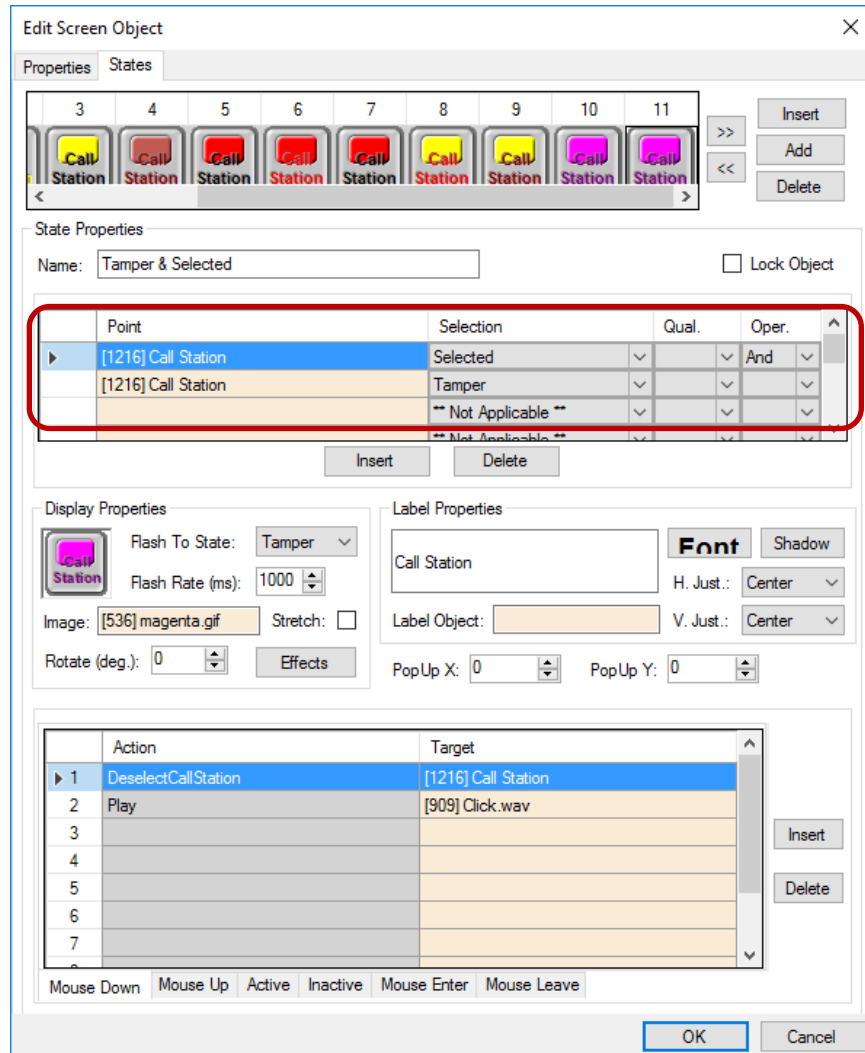 Edit Screen Object
Properties States
3 4 5 6 7 8 9 10 11
Call Station Call Station Call Station Call Station Call Station Call Station Call Station Call Station Call Station
>>
<<
Insert
Add
Delete
State Properties
Name: Tamper & Selected Lock Object
Point Selection Qual. Oper.
[1216] Call Station Selected And
[1216] Call Station Tamper
** Not Applicable **
** Not Applicable **
Insert Delete
Display Properties
Call Station
Flash To State: Tamper
Flash Rate (ms): 1000
Image: [536] magenta.gif Stretch:
Rotate (deg.): 0 Effects
Label Properties
Call Station
Font Shadow
H. Just.: Center
Label Object: V. Just.: Center
PopUp X: 0 PopUp Y: 0
Action Target
1 DeselectCallStation [1216] Call Station
2 Play [909] Click.wav
3
4
5
6
7
Insert
Delete
Mouse Down Mouse Up Active Inactive Mouse Enter Mouse Leave
OK Cancel